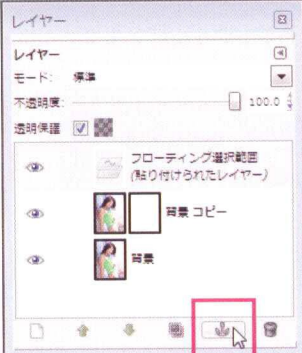 レイヤー
レイヤー
モード: 標準
不透明度: 100.0
透明保護
フローティング選択範囲
(貼り付けられたレイヤー)
背景 コピー
背景